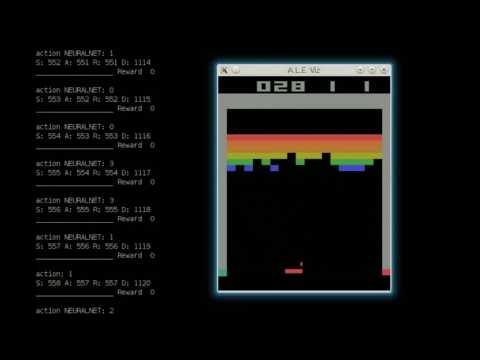 action NEURALNET: 1
S: 552 A: 551 R: 551 D: 1114
Reward 0
action NEURALNET: 0
S: 553 A: 552 R: 552 D: 1115
Reward 0
action NEURALNET: 0
S: 554 A: 553 R: 553 D: 1116
Reward 0
action NEURALNET: 3
S: 555 A: 554 R: 554 D: 1117
Reward 0
action NEURALNET: 3
S: 556 A: 555 R: 555 D: 1118
Reward 0
action NEURALNET: 1
S: 557 A: 556 R: 556 D: 1119
Reward 0
action; 1
S: 558 A: 557 R: 557 D: 1120
Reward 0
action NEURALNET: 2
A.L.E. Viz
028 1 1